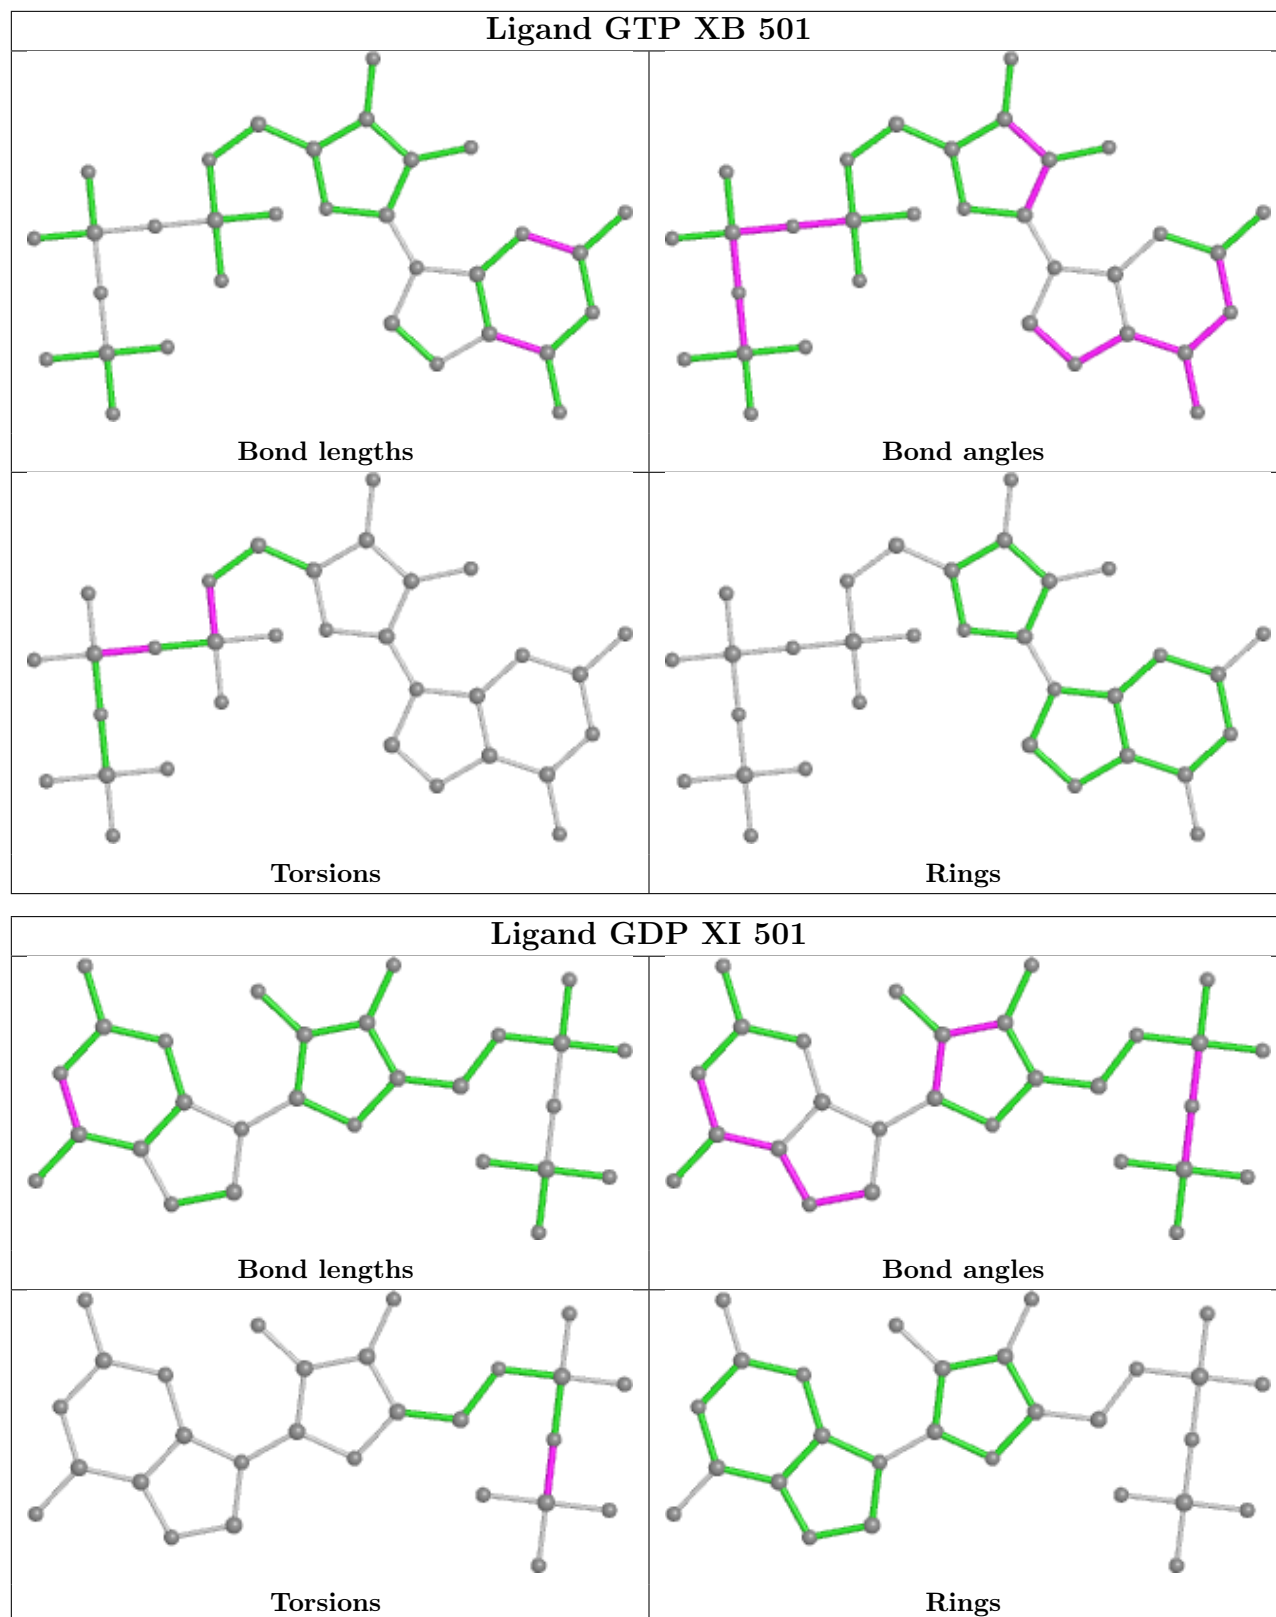 Ligand GTP XB 501
Bond lengths
Bond angles
Torsions
Rings
Ligand GDP XI 501
Bond lengths
Bond angles
Torsions
Rings